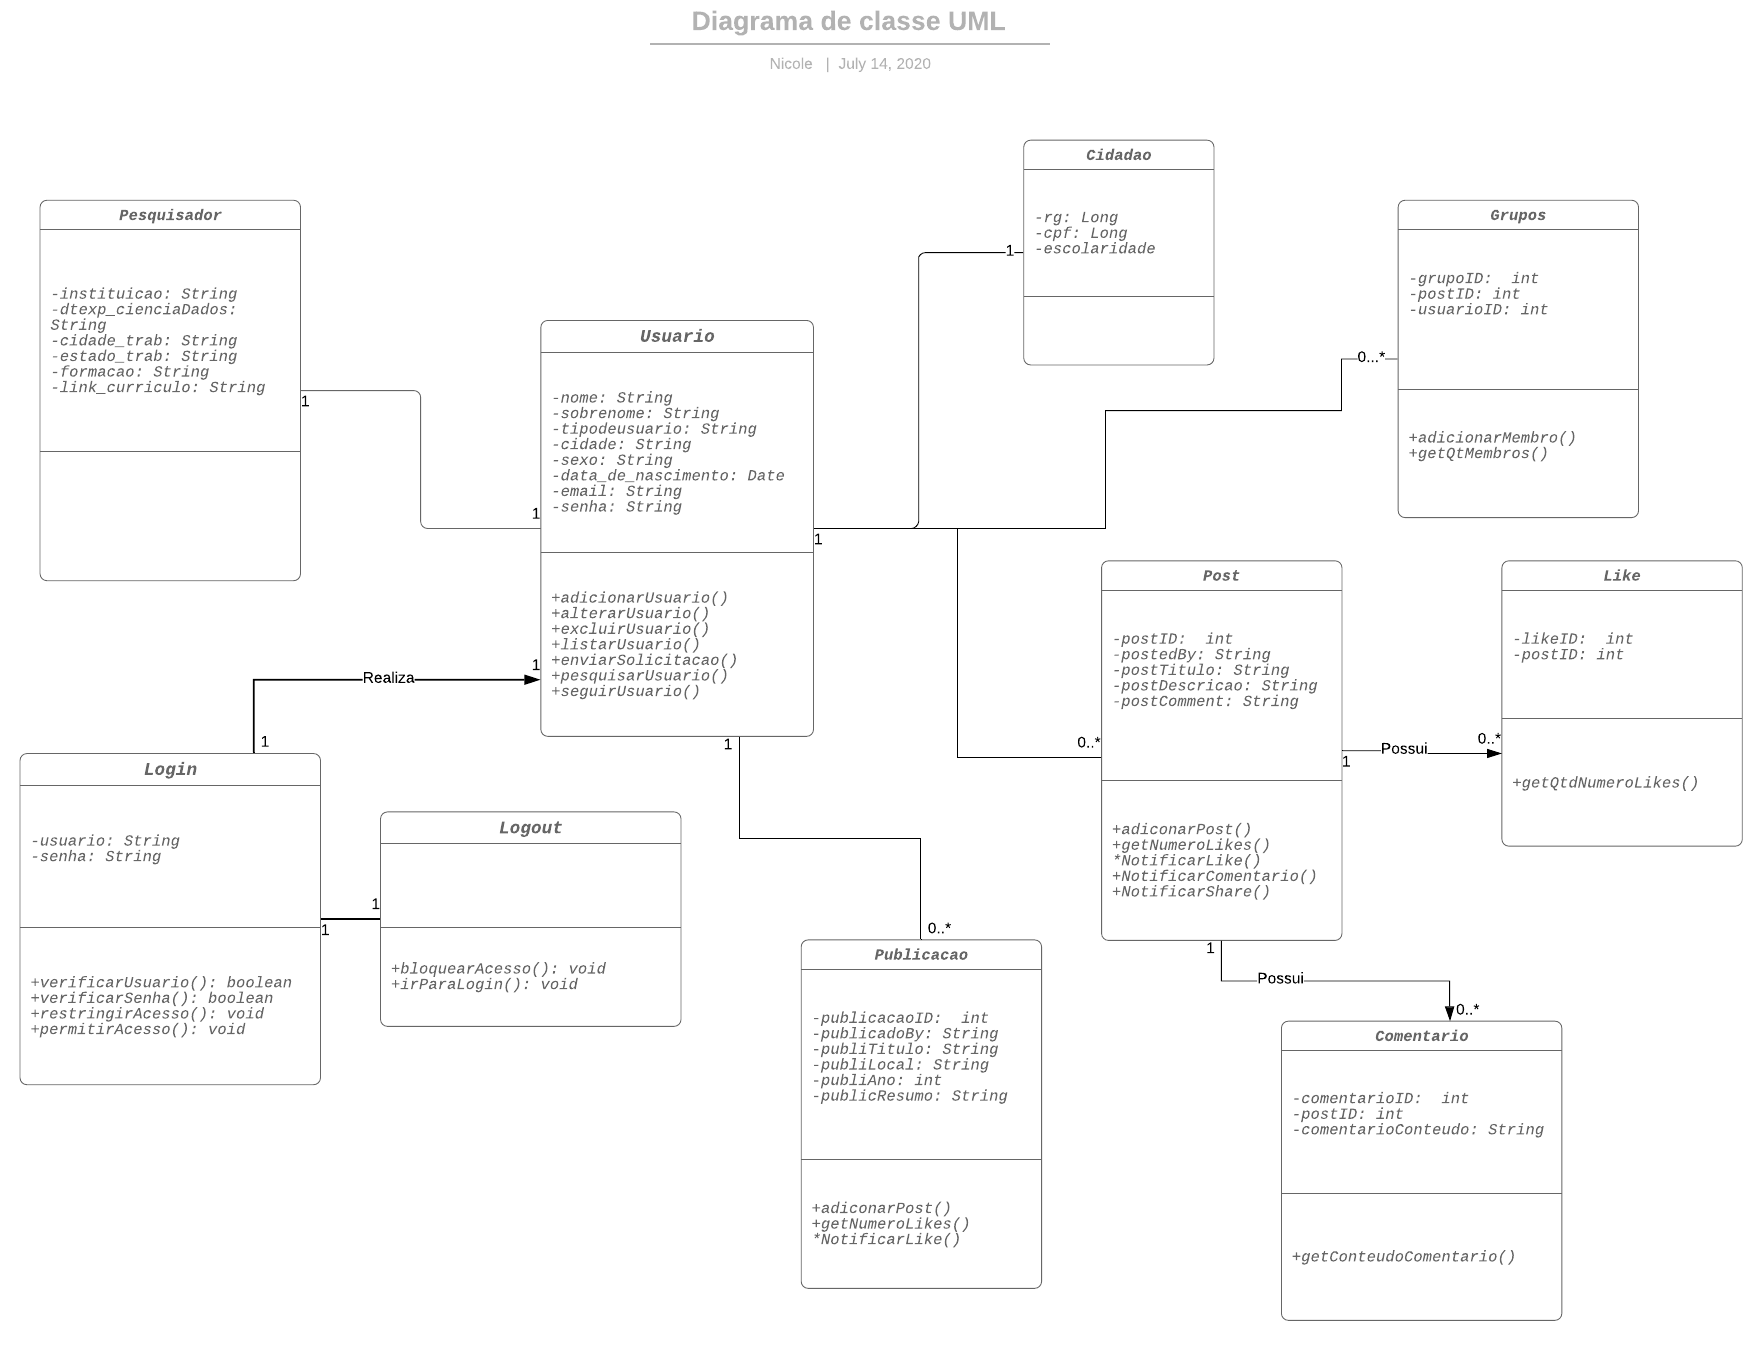 Diagrama de classe UML
Nicole | July 14, 2020
Pesquisador
-instituicao: String
-dtexp_cienciaDados:
String
-cidade_trab: String
-estado_trab: String
-formacao: String
-link_curriculo: String
1
1
Usuario
-nome: String
-sobrenome: String
-tipodeusuario: String
-cidade: String
-sexo: String
-data_de_nascimento: Date
-email: String
-senha: String
+adicionarUsuario()
+alterarUsuario()
+excluirUsuario()
+listarUsuario()
+enviarSolicitacao()
+pesquisarUsuario()
+seguirUsuario()
1
Cidadao
-rg: Long
-cpf: Long
-escolaridade
1
Grupos
-grupoID:  int
-postID: int
-usuarioID: int
+adicionarMembro()
+getQtMembros()
0...*
Post
-postID:  int
-postedBy: String
-postTitulo: String
-postDescricao: String
-postComment: String
+adiconarPost()
+getNumeroLikes()
*NotificarLike()
+NotificarComentario()
+NotificarShare()
0..*
1
Possui
0..*
Like
-likeID:  int
-postID: int
+getQtdNumeroLikes()
1
Realiza
1
Login
-usuario: String
-senha: String
+verificarUsuario(): boolean
+verificarSenha(): boolean
+restringirAcesso(): void
+permitirAcesso(): void
1
1
Logout
+bloquearAcesso(): void
+irParaLogin(): void
1
0..*
Publicacao
-publicacaoID:  int
-publicadoBy: String
-publiTitulo: String
-publiLocal: String
-publiAno: int
-publicResumo: String
+adiconarPost()
+getNumeroLikes()
*NotificarLike()
1
Possui
0..*
Comentario
-comentarioID:  int
-postID: int
-comentarioConteudo: String
+getConteudoComentario()